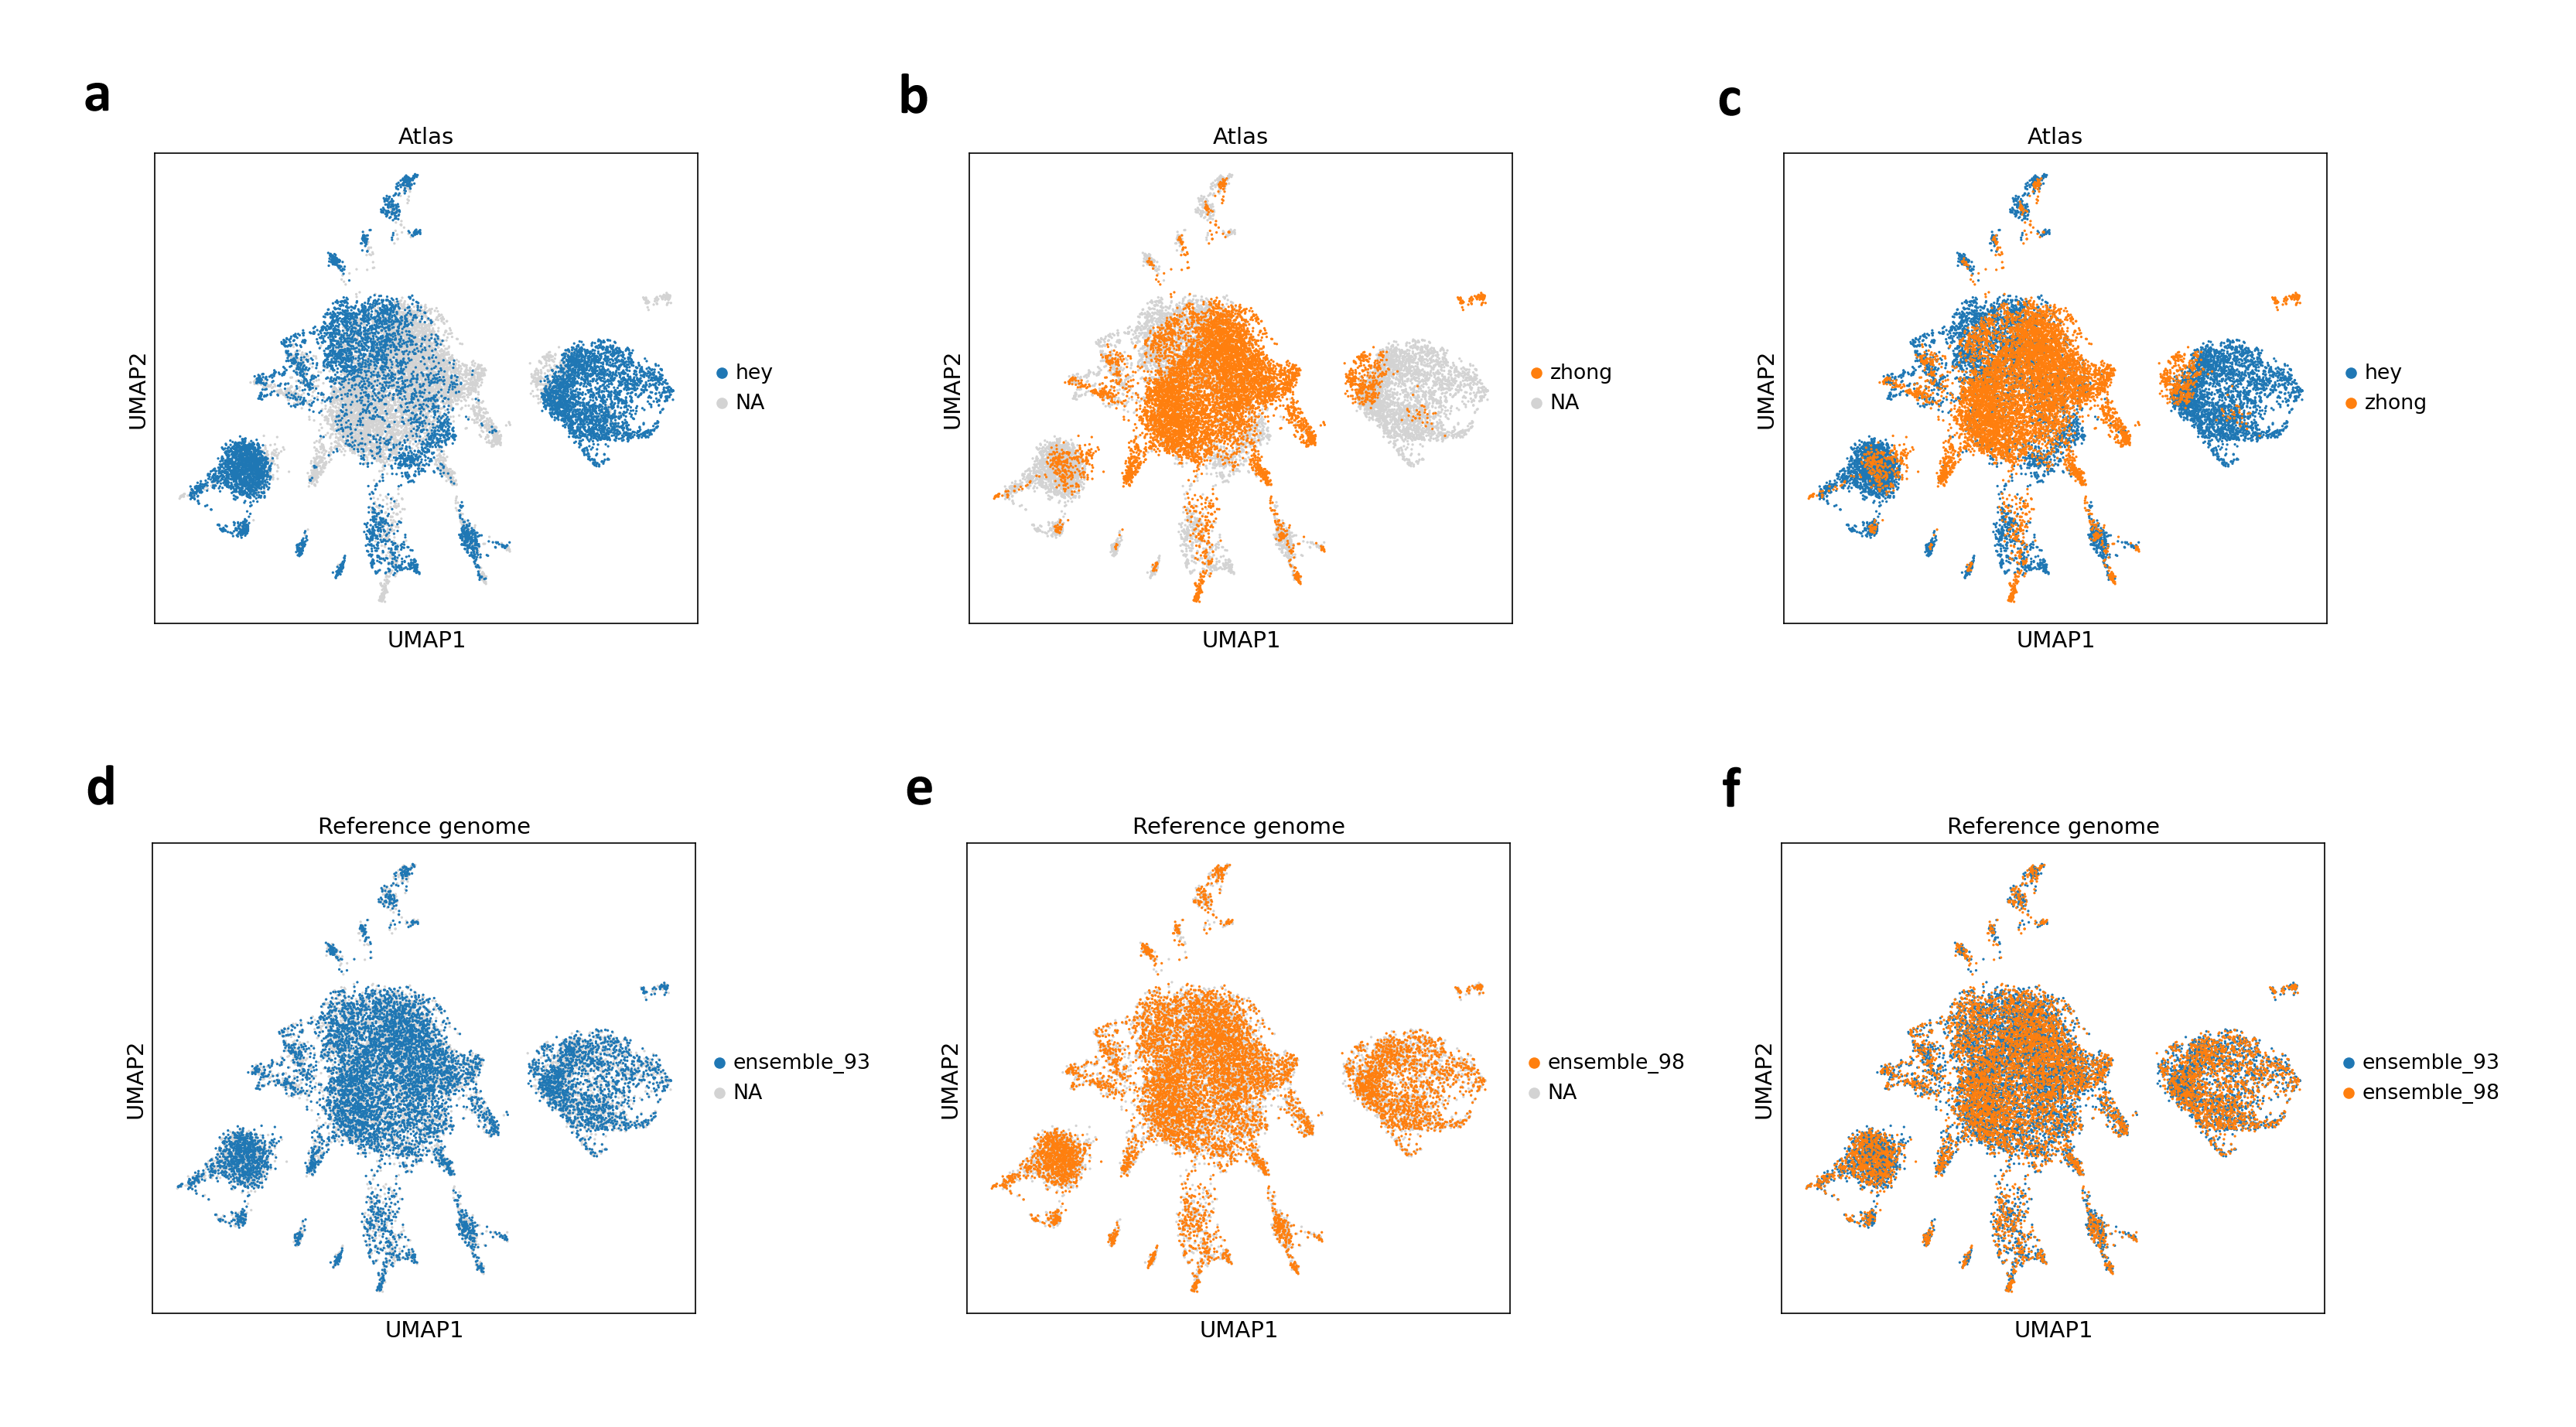 a
Atlas
UMAP2
UMAP1
hey
NA
b
Atlas
UMAP2
UMAP1
zhong
NA
c
Atlas
UMAP2
UMAP1
hey
zhong
d
Reference genome
UMAP2
UMAP1
ensemble_93
NA
e
Reference genome
UMAP2
UMAP1
ensemble_98
NA
f
Reference genome
UMAP2
UMAP1
ensemble_93
ensemble_98